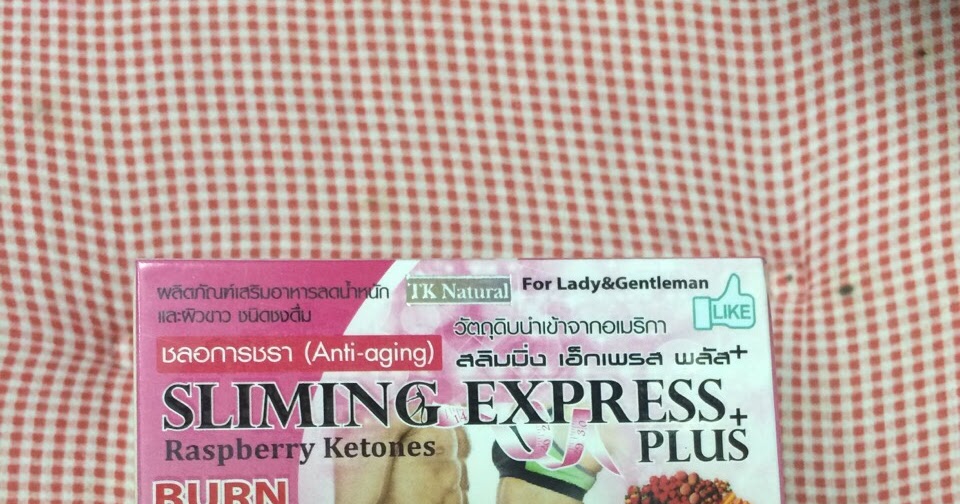 ผลิตภัณฑ์เสริมอาหารลดน้ำหนัก
และผิวขาว ชนิดชงดื่ม
TK Natural
For Lady&Gentleman
LIKE
วัตถุดิบนำเข้าจากอเมริกา
ชลอการชรา (Anti-aging)
สลิมมิ่ง เอ็กเพรส พลัส+
SLIMING EXPRESS+
PLUS
Raspberry Ketones
BURN